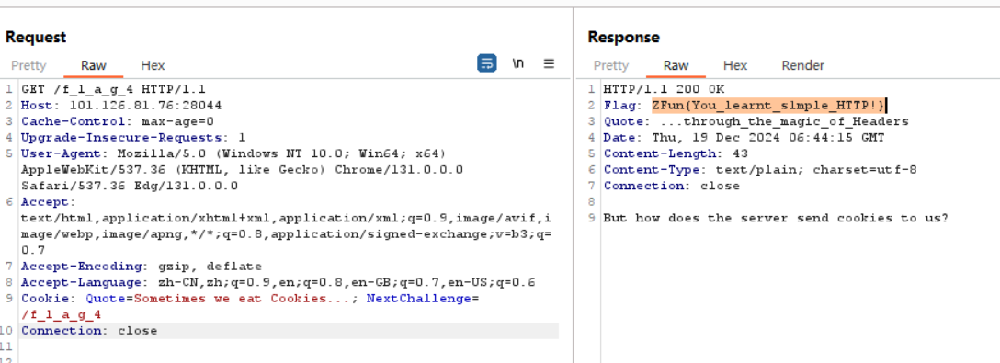 Request
Pretty Raw Hex
\n
1 GET /f_l_a_g_4 HTTP/1.1
2 Host: 101.126.81.76:28044
3 Cache-Control: max-age=0
4 Upgrade-Insecure-Requests: 1
5 User-Agent: Mozilla/5.0 (Windows NT 10.0; Win64; x64)
AppleWebKit/537.36 (KHTML, like Gecko) Chrome/131.0.0.0
Safari/537.36 Edg/131.0.0.0
6 Accept:
text/html,application/xhtml+xml,application/xml;q=0.9,image/avif,i
mage/webp,image/apng,*/*;q=0.8,application/signed-exchange;v=b3;q=
0.7
7 Accept-Encoding: gzip, deflate
8 Accept-Language: zh-CN,zh;q=0.9,en;q=0.8,en-GB;q=0.7,en-US;q=0.6
9 Cookie: Quote=Sometimes we eat Cookies...; NextChallenge=
/f_l_a_g_4
10 Connection: close
11
12
Response
Pretty Raw Hex Render
1 HTTP/1.1 200 OK
2 Flag: ZFun{You_learnt_s1mple_HTTP!}
3 Quote: ...through_the_magic_of_Headers
4 Date: Thu, 19 Dec 2024 06:44:15 GMT
5 Content-Length: 43
6 Content-Type: text/plain; charset=utf-8
7 Connection: close
8
9 But how does the server send cookies to us?